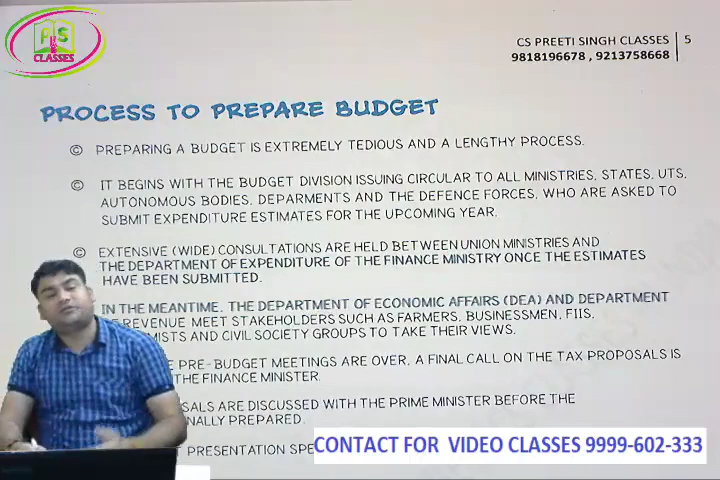 PS
CLASSES
CS PREETI SINGH CLASSES 5
9818196678 , 9213758668
PROCESS TO PREPARE BUDGET
© PREPARING A BUDGET IS EXTREMELY TEDIOUS AND A LENGTHY PROCESS.
© IT BEGINS WITH THE BUDGET DIVISION ISSUING CIRCULAR TO ALL MINISTRIES, STATES, UTS,
AUTONOMOUS BODIES, DEPARMENTS AND THE DEFENCE FORCES, WHO ARE ASKED TO
SUBMIT EXPENDITURE ESTIMATES FOR THE UPCOMING YEAR.
© EXTENSIVE (WIDE) CONSULTATIONS ARE HELD BETWEEN UNION MINISTRIES AND
THE DEPARTMENT OF EXPENDITURE OF THE FINANCE MINISTRY ONCE THE ESTIMATES
HAVE BEEN SUBMITTED.
IN THE MEANTIME, THE DEPARTMENT OF ECONOMIC AFFAIRS (DEA) AND DEPARTMENT
REVENUE MEET STAKEHOLDERS SUCH AS FARMERS, BUSINESSMEN, FIIS,
AND CIVIL SOCIETY GROUPS TO TAKE THEIR VIEWS.
PRE-BUDGET MEETINGS ARE OVER, A FINAL CALL ON THE TAX PROPOSALS IS
THE FINANCE MINISTER.
ARE DISCUSSED WITH THE PRIME MINISTER BEFORE THE
PREPARED.
PRESENTATION
CONTACT FOR VIDEO CLASSES 9999-602-333